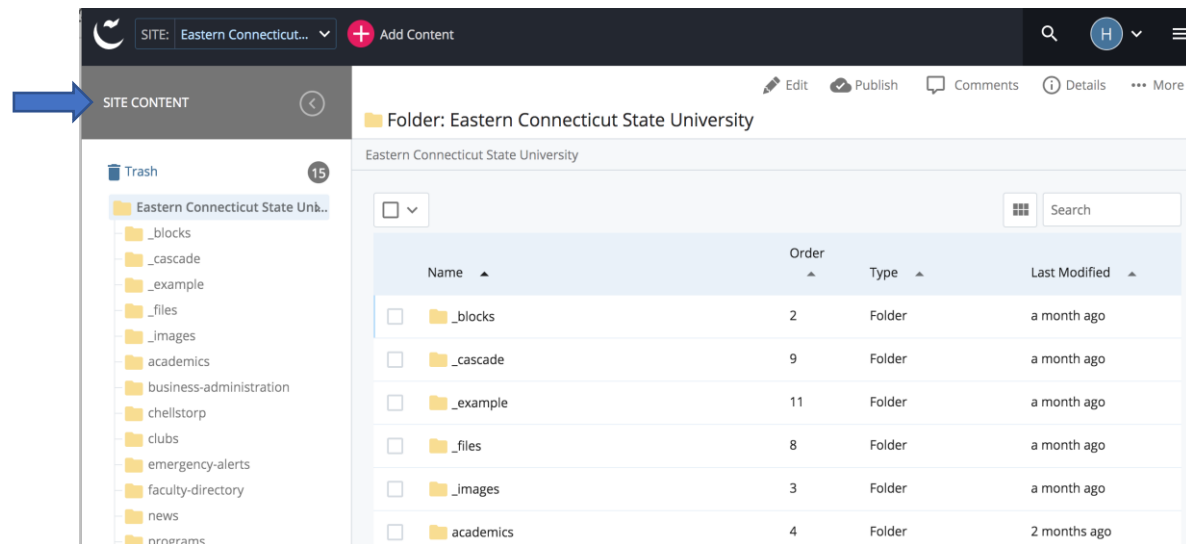 SITE: Eastern Connecticut... Add Content H
SITE CONTENT
Edit Publish Comments Details ••• More
Folder: Eastern Connecticut State University
Eastern Connecticut State University
Trash 15
Eastern Connecticut State Uni...
_blocks
_cascade
_example
_files
_images
academics
business-administration
chellstorp
clubs
emergency-alerts
faculty-directory
news
programs
Search
Name Order Type Last Modified
_blocks 2 Folder a month ago
_cascade 9 Folder a month ago
_example 11 Folder a month ago
_files 8 Folder a month ago
_images 3 Folder a month ago
academics 4 Folder 2 months ago